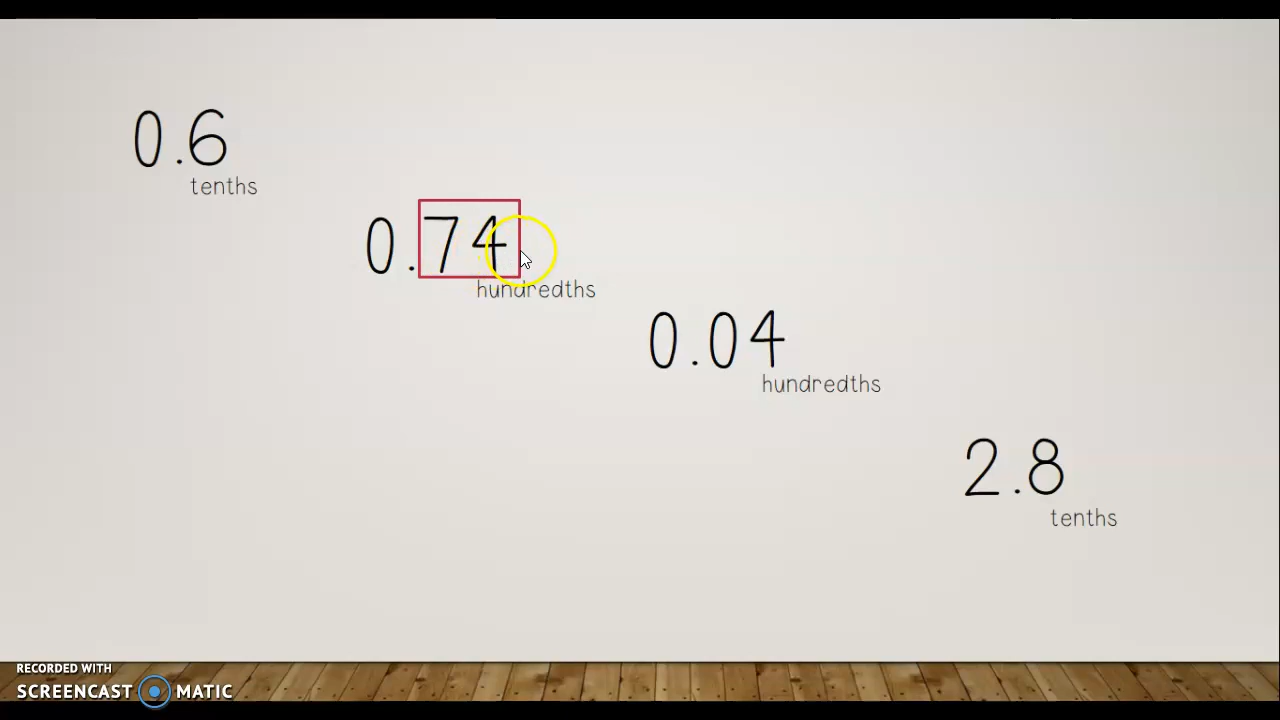 0.6
tenths
0.74
hundredths
0.04
hundredths
2.8
tenths
RECORDED WITH
SCREENCAST MATIC